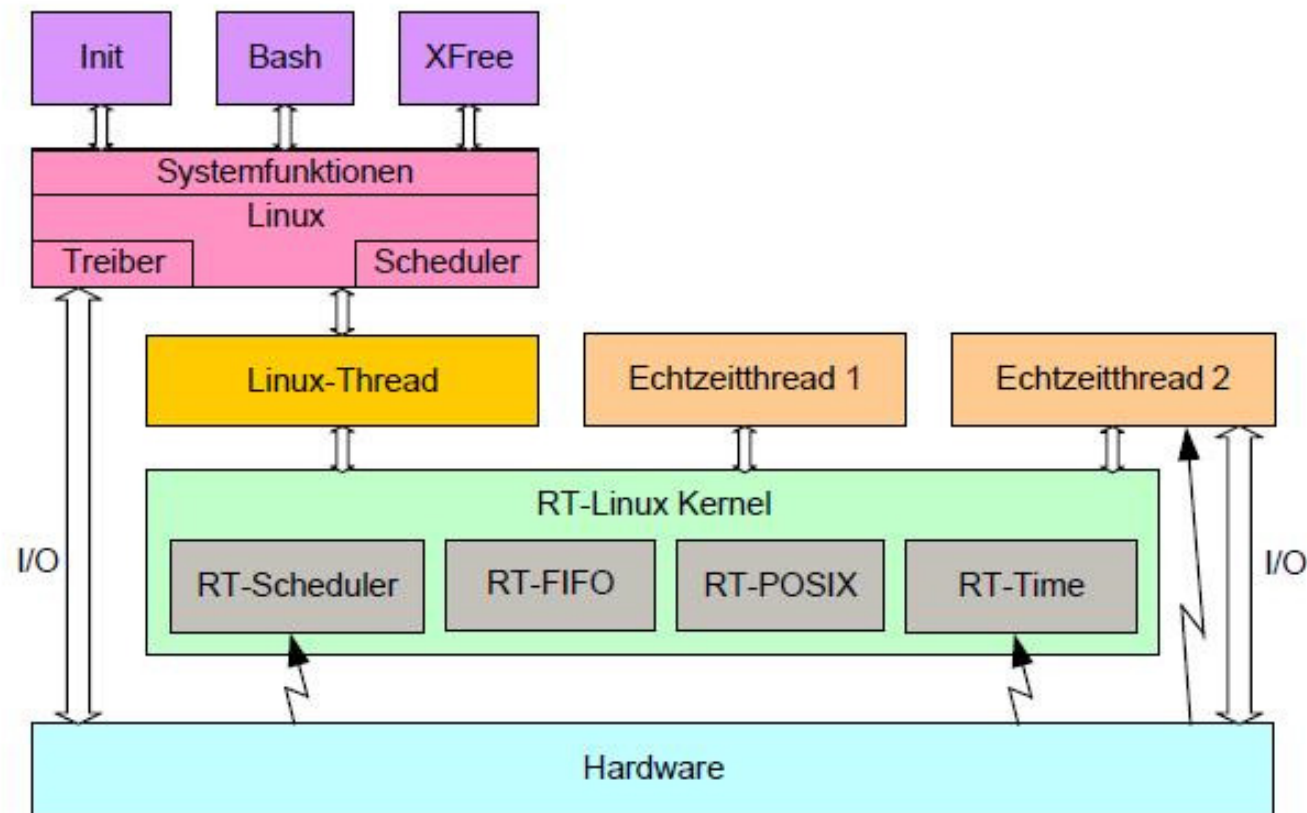 Init
Bash
XFree
Systemfunktionen
Linux
Treiber
Scheduler
Linux-Thread
Echtzeitthread 1
Echtzeitthread 2
RT-Linux Kernel
I/O
RT-Scheduler
RT-FIFO
RT-POSIX
RT-Time
I/O
Hardware